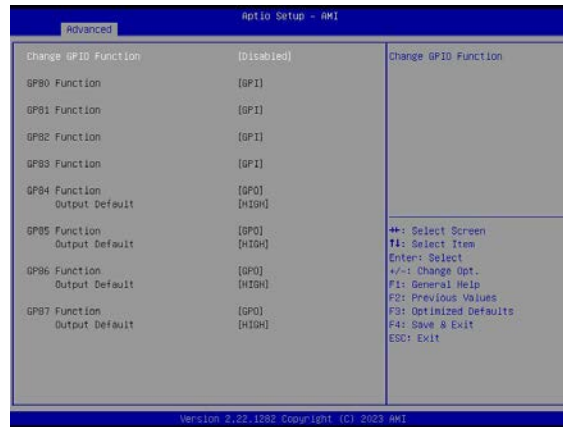 Aptio Setup - AMI
Advanced
Change GPIO Function [Disabled]
GP80 Function [GPI]
GP81 Function [GPI]
GP82 Function [GPI]
GP83 Function [GPI]
GP84 Function [GPO]
Output Default [HIGH]
GP85 Function [GPO]
Output Default [HIGH]
GP86 Function [GPO]
Output Default [HIGH]
GP87 Function [GPO]
Output Default [HIGH]
Change GPIO Function
→←: Select Screen
↑↓: Select Item
Enter: Select
+/-: Change Opt.
F1: General Help
F2: Previous Values
F3: Optimized Defaults
F4: Save & Exit
ESC: Exit
Version 2.22.1282 Copyright (C) 2023 AMI